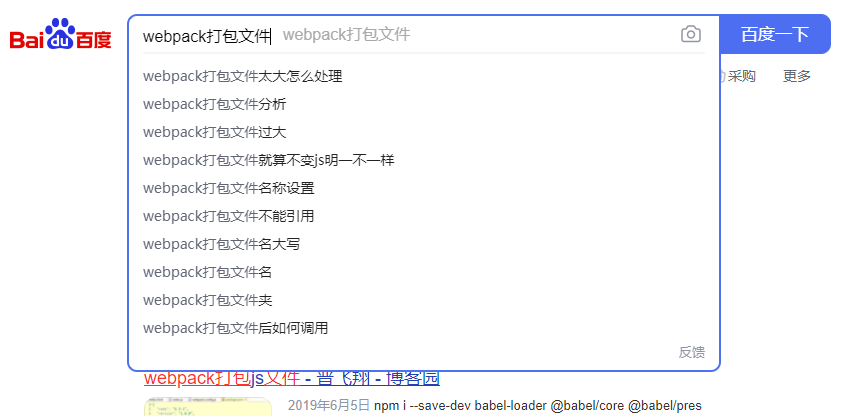 Bai du 百度
webpack打包文件 webpack打包文件
百度一下
采购 更多
webpack打包文件太大怎么处理
webpack打包文件分析
webpack打包文件过大
webpack打包文件就算不变js明一不一样
webpack打包文件名称设置
webpack打包文件不能引用
webpack打包文件名大写
webpack打包文件名
webpack打包文件夹
webpack打包文件后如何调用
反馈
webpack打包js文件 - 晋飞翔 - 博客园
2019年6月5日 npm i --save-dev babel-loader @babel/core @babel/pres